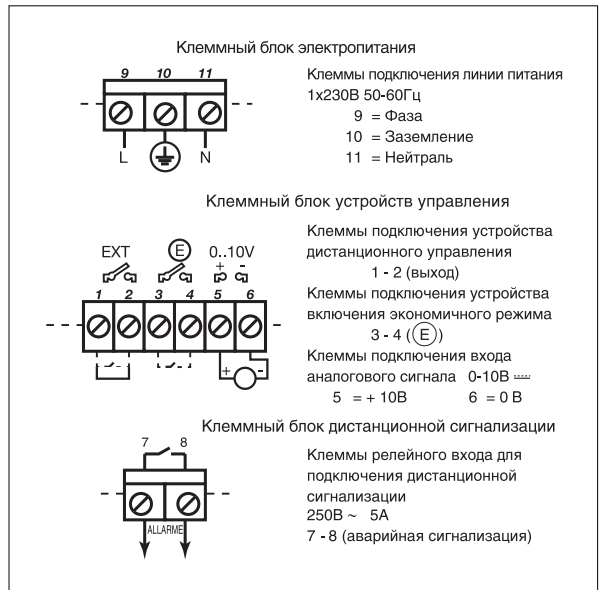 Клеммный блок электропитания
9 10 11
L N
Клеммы подключения линии питания
1x230В 50-60Гц
9 = Фаза
10 = Заземление
11 = Нейтраль
Клеммный блок устройств управления
EXT E 0..10V
+ -
1 2 3 4 5 6
+ -
Клеммы подключения устройства
дистанционного управления
1 - 2 (выход)
Клеммы подключения устройства
включения экономичного режима
3 - 4 (E)
Клеммы подключения входа
аналогового сигнала 0-10В
5 = + 10В 6 = 0 В
Клеммный блок дистанционной сигнализации
7 8
ALLARME
Клеммы релейного входа для
подключения дистанционной
сигнализации
250В ~ 5А
7 - 8 (аварийная сигнализация)